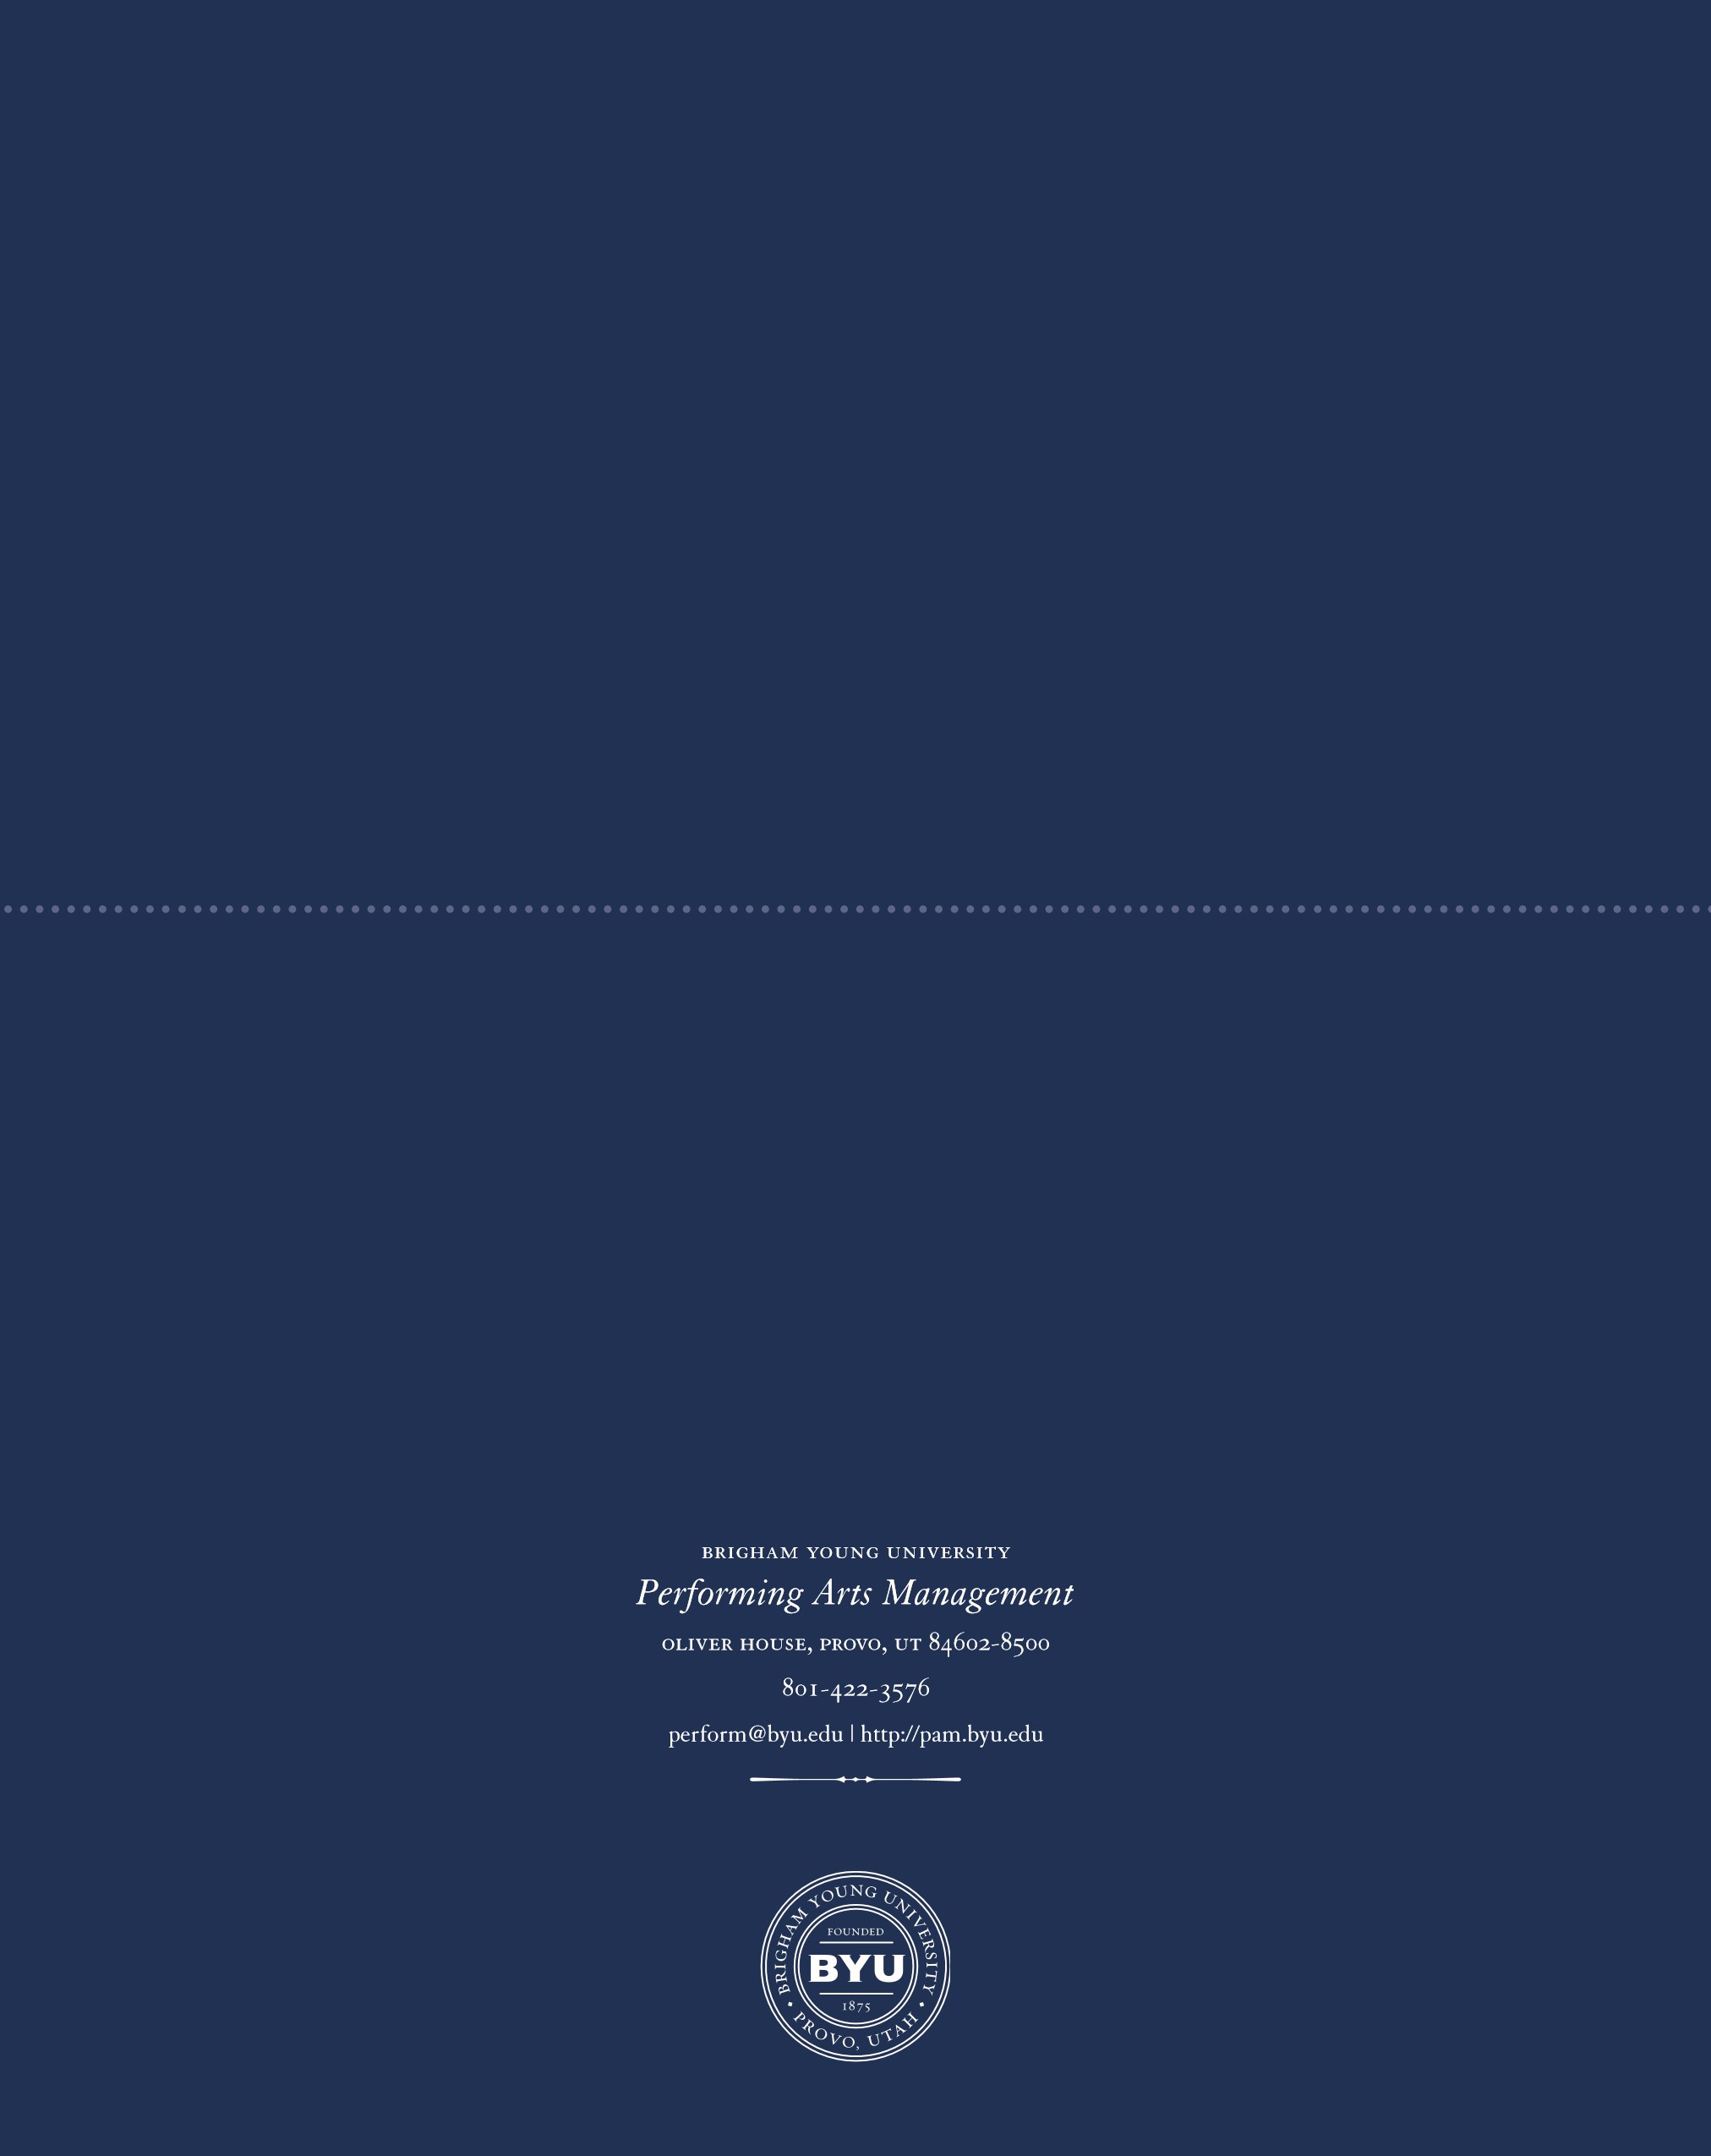 BRIGHAM YOUNG UNIVERSITY
Performing Arts Management
OLIVER HOUSE, PROVO, UT 84602-8500
801-422-3576
perform@byu.edu | http://pam.byu.edu
BRIGHAM YOUNG UNIVERSITY
FOUNDED
BYU
1875
PROVO, UTAH